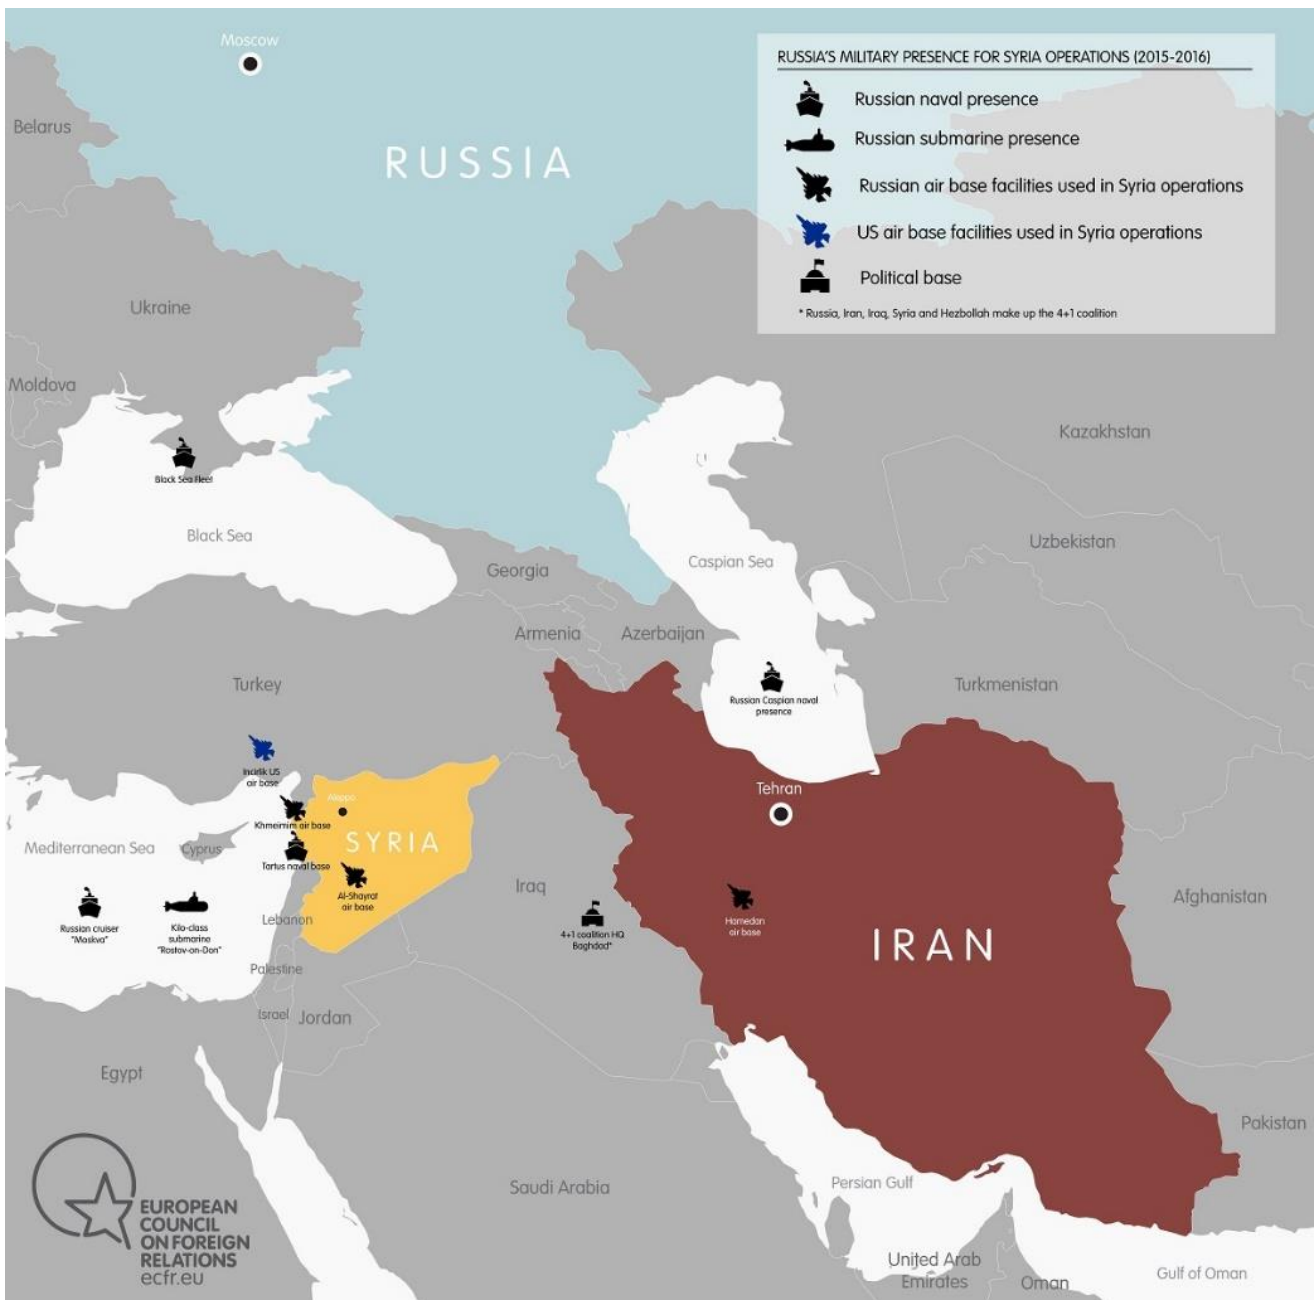 Moscow
RUSSIA'S MILITARY PRESENCE FOR SYRIA OPERATIONS (2015-2016)
Russian naval presence
Russian submarine presence
Russian air base facilities used in Syria operations
US air base facilities used in Syria operations
Political base
* Russia, Iran, Iraq, Syria and Hezbollah make up the 4+1 coalition
Belarus
RUSSIA
Ukraine
Moldova
Kazakhstan
Black Sea fleet
Black Sea
Uzbekistan
Caspian Sea
Georgia
Armenia
Azerbaijan
Turkey
Turkmenistan
Russian Caspian naval
presence
Incirlik US
air base
Tehran
Aleppo
Khmeimim air base
SYRIA
Mediterranean Sea
Cyprus
Tartus naval base
Iraq
Al-Shayrat
air base
Afghanistan
Russian cruiser
"Moskva"
Kilo-class
submarine
"Rostov-on-Don"
Lebanon
4+1 coalition HQ
Baghdad*
Hamedan
air base
IRAN
Palestine
Israel
Jordan
Egypt
Pakistan
Saudi Arabia
Persian Gulf
EUROPEAN
COUNCIL
ON FOREIGN
RELATIONS
ecfr.eu
United Arab
Emirates
Oman
Gulf of Oman